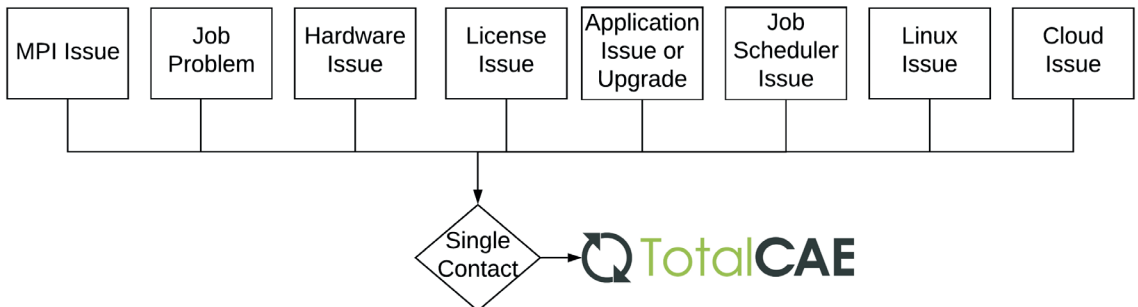 MPI Issue
Job
Problem
Hardware
Issue
License
Issue
Application
Issue or
Upgrade
Job
Scheduler
Issue
Linux
Issue
Cloud
Issue
Single
Contact
TotalCAE